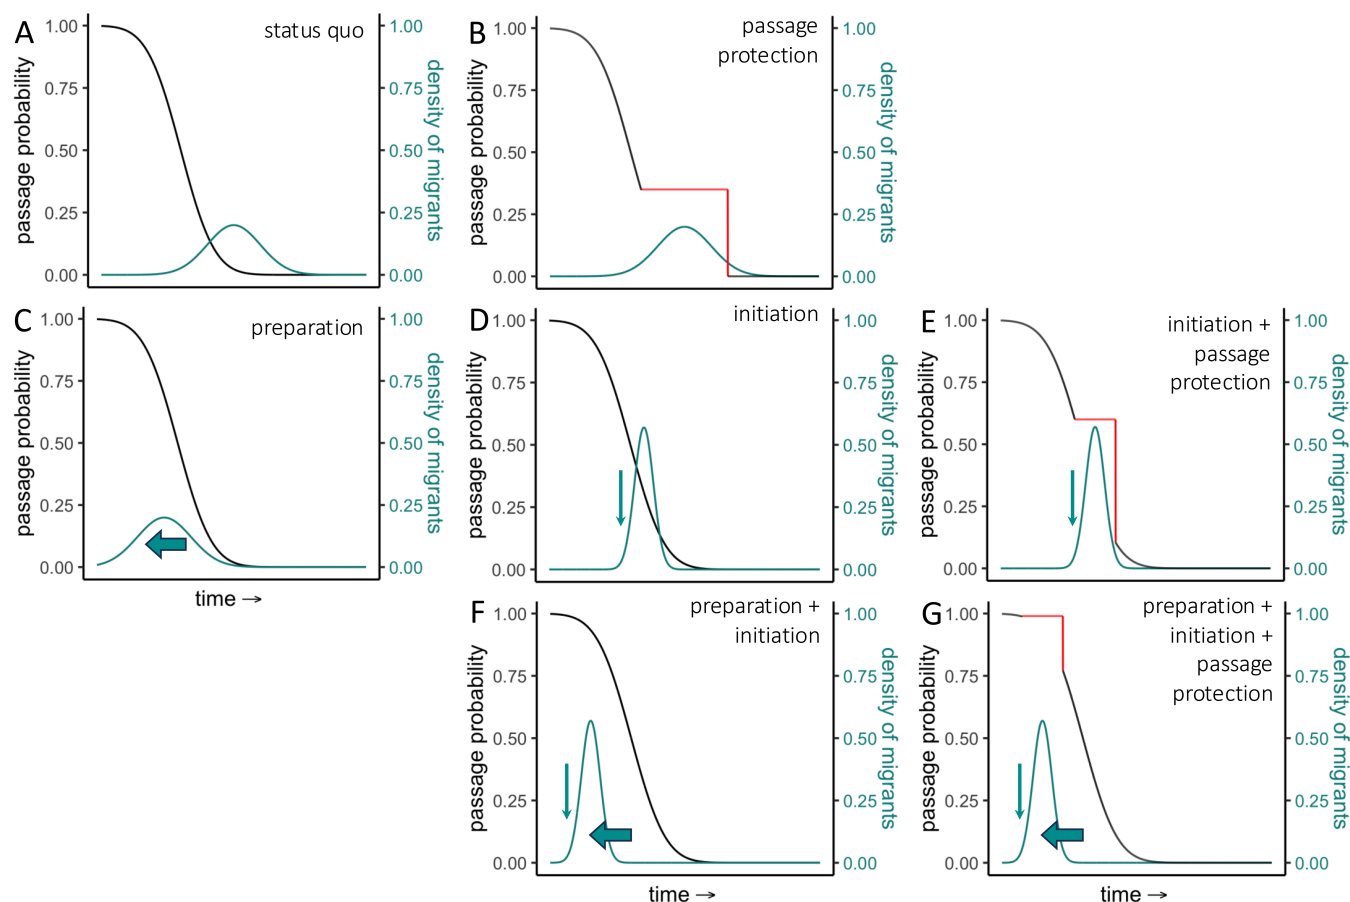 A
status quo
1.00
0.75
0.50
0.25
0.00
passage probability
1.00
0.75
0.50
0.25
0.00
density of migrants
B
passage
protection
1.00
0.75
0.50
0.25
0.00
passage probability
1.00
0.75
0.50
0.25
0.00
density of migrants
C
preparation
1.00
0.75
0.50
0.25
0.00
passage probability
1.00
0.75
0.50
0.25
0.00
density of migrants
time →
D
initiation
1.00
0.75
0.50
0.25
0.00
passage probability
1.00
0.75
0.50
0.25
0.00
density of migrants
E
initiation +
passage
protection
1.00
0.75
0.50
0.25
0.00
passage probability
1.00
0.75
0.50
0.25
0.00
density of migrants
F
preparation +
initiation
1.00
0.75
0.50
0.25
0.00
passage probability
1.00
0.75
0.50
0.25
0.00
density of migrants
time →
G
preparation +
initiation +
passage
protection
1.00
0.75
0.50
0.25
0.00
passage probability
1.00
0.75
0.50
0.25
0.00
density of migrants
time →